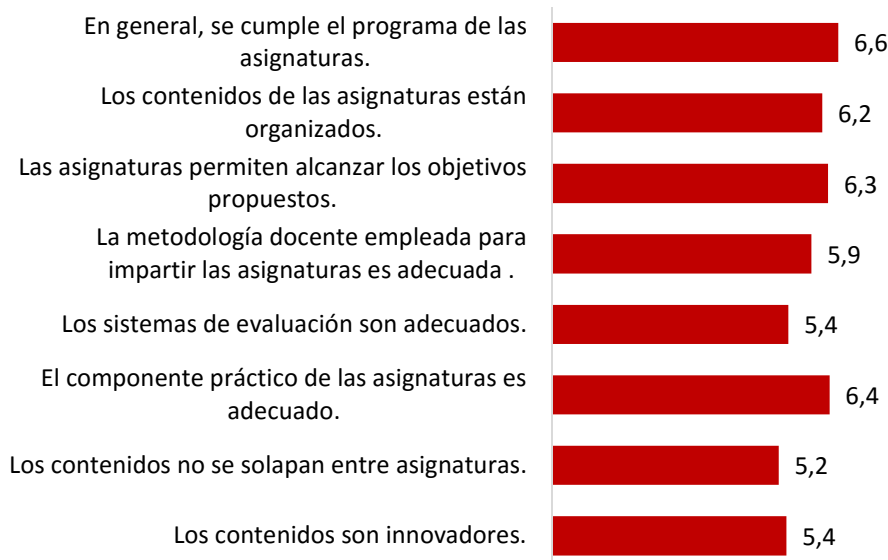 En general, se cumple el programa de las
asignaturas.
6,6
Los contenidos de las asignaturas están
organizados.
6,2
Las asignaturas permiten alcanzar los objetivos
propuestos.
6,3
La metodología docente empleada para
impartir las asignaturas es adecuada .
5,9
Los sistemas de evaluación son adecuados.
5,4
El componente práctico de las asignaturas es
adecuado.
6,4
Los contenidos no se solapan entre asignaturas.
5,2
Los contenidos son innovadores.
5,4